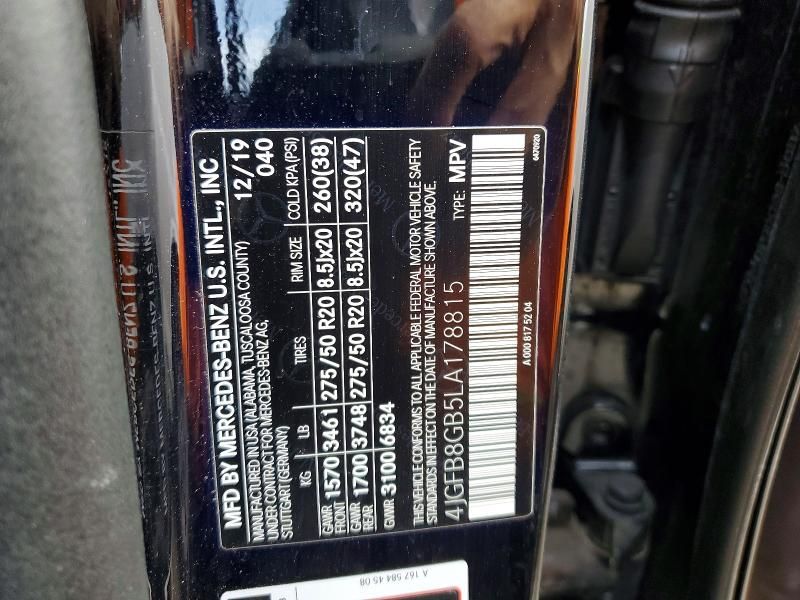 MFD BY MERCEDES-BENZ U.S. INTL., INC
MANUFACTURED IN USA (ALABAMA, TUSCALOOSA COUNTY) 12/19
UNDER CONTRACT FOR MERCEDES-BENZ AG, 040
STUTTGART (GERMANY)
KG LB TIRES RIM SIZE COLD KPA (PSI)
GAWR FRONT 1570 3461 275/50 R20 8.5Jx20 260(38)
GAWR REAR 1700 3748 275/50 R20 8.5Jx20 320(47)
GVWR 3100 6834
THIS VEHICLE CONFORMS TO ALL APPLICABLE FEDERAL MOTOR VEHICLE SAFETY
STANDARDS IN EFFECT ON THE DATE OF MANUFACTURE SHOWN ABOVE.
4JGFB8GB5LA178815 TYPE: MPV
A 000 817 52 04
6470920
A 167 584 45 08